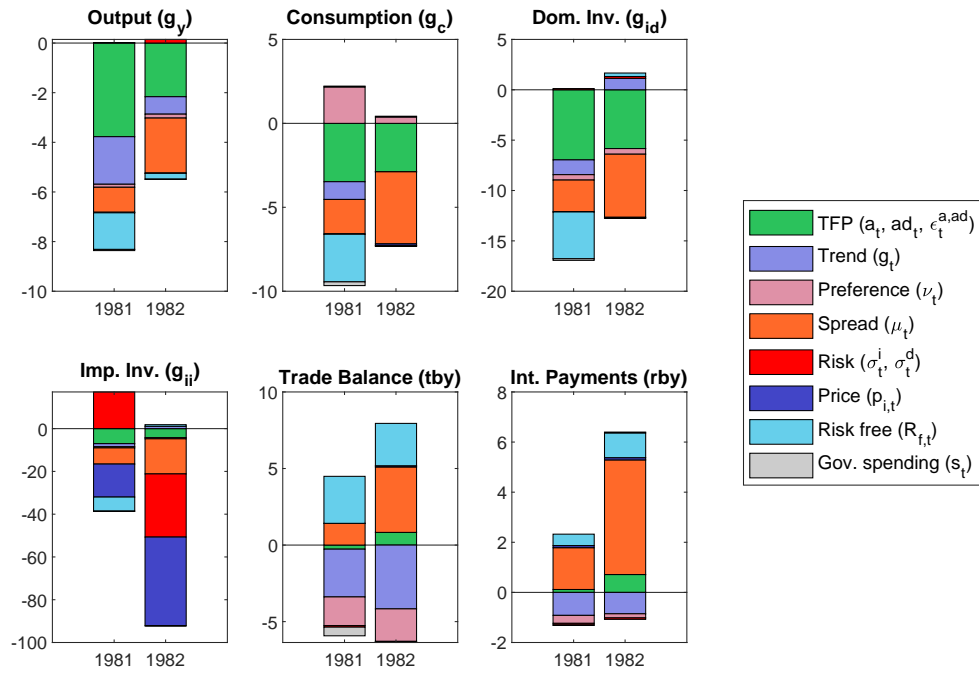 Output (g_y)
0
-2
-4
-6
-8
-10
1981 1982
Consumption (g_c)
5
0
-5
-10
1981 1982
Dom. Inv. (g_id)
5
0
-5
-10
-15
-20
1981 1982
Imp. Inv. (g_ii)
0
-20
-40
-60
-80
-100
1981 1982
Trade Balance (tby)
10
5
0
-5
1981 1982
Int. Payments (rby)
8
6
4
2
0
-2
1981 1982
TFP (a_t, ad_t, ϵ_t^a,ad)
Trend (g_t)
Preference (ν_t)
Spread (μ_t)
Risk (σ_t^i, σ_t^d)
Price (p_i,t)
Risk free (R_f,t)
Gov. spending (s_t)